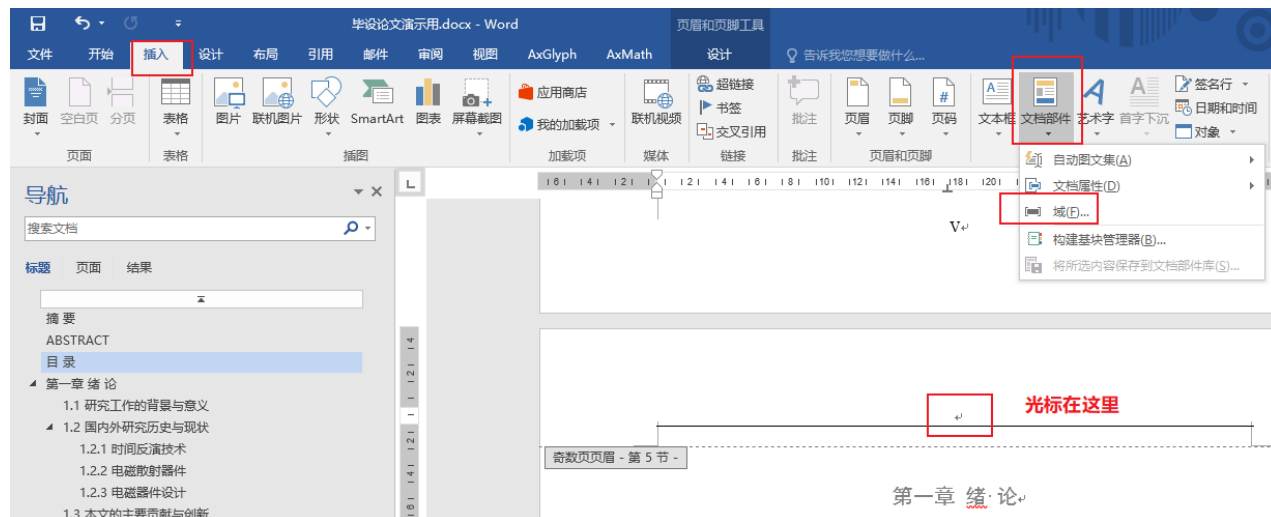 毕设论文演示用.docx - Word
页眉和页脚工具
文件 开始 插入 设计 布局 引用 邮件 审阅 视图 AxGlyph AxMath 设计 告诉我您想要做什么...
封面 空白页 分页 表格 图片 联机图片 形状 SmartArt 图表 屏幕截图 应用商店 我的加载项 联机视频 超链接 书签 交叉引用 批注 页眉 页脚 页码 文本框 文档部件 艺术字 首字下沉 签名行 日期和时间 对象
页面 表格 插图 加载项 媒体 链接 批注 页眉和页脚
自动图文集(A)
文档属性(D)
域(F)...
构建基块管理器(B)...
将所选内容保存到文档部件库(S)...
导航
搜索文档
标题 页面 结果
摘 要
ABSTRACT
目 录
第一章 绪 论
1.1 研究工作的背景与意义
1.2 国内外研究历史与现状
1.2.1 时间反演技术
1.2.2 电磁散射器件
1.2.3 电磁器件设计
1.3 本文的主要贡献与创新
V
光标在这里
奇数页页眉 - 第 5 节 -
第一章 绪 论